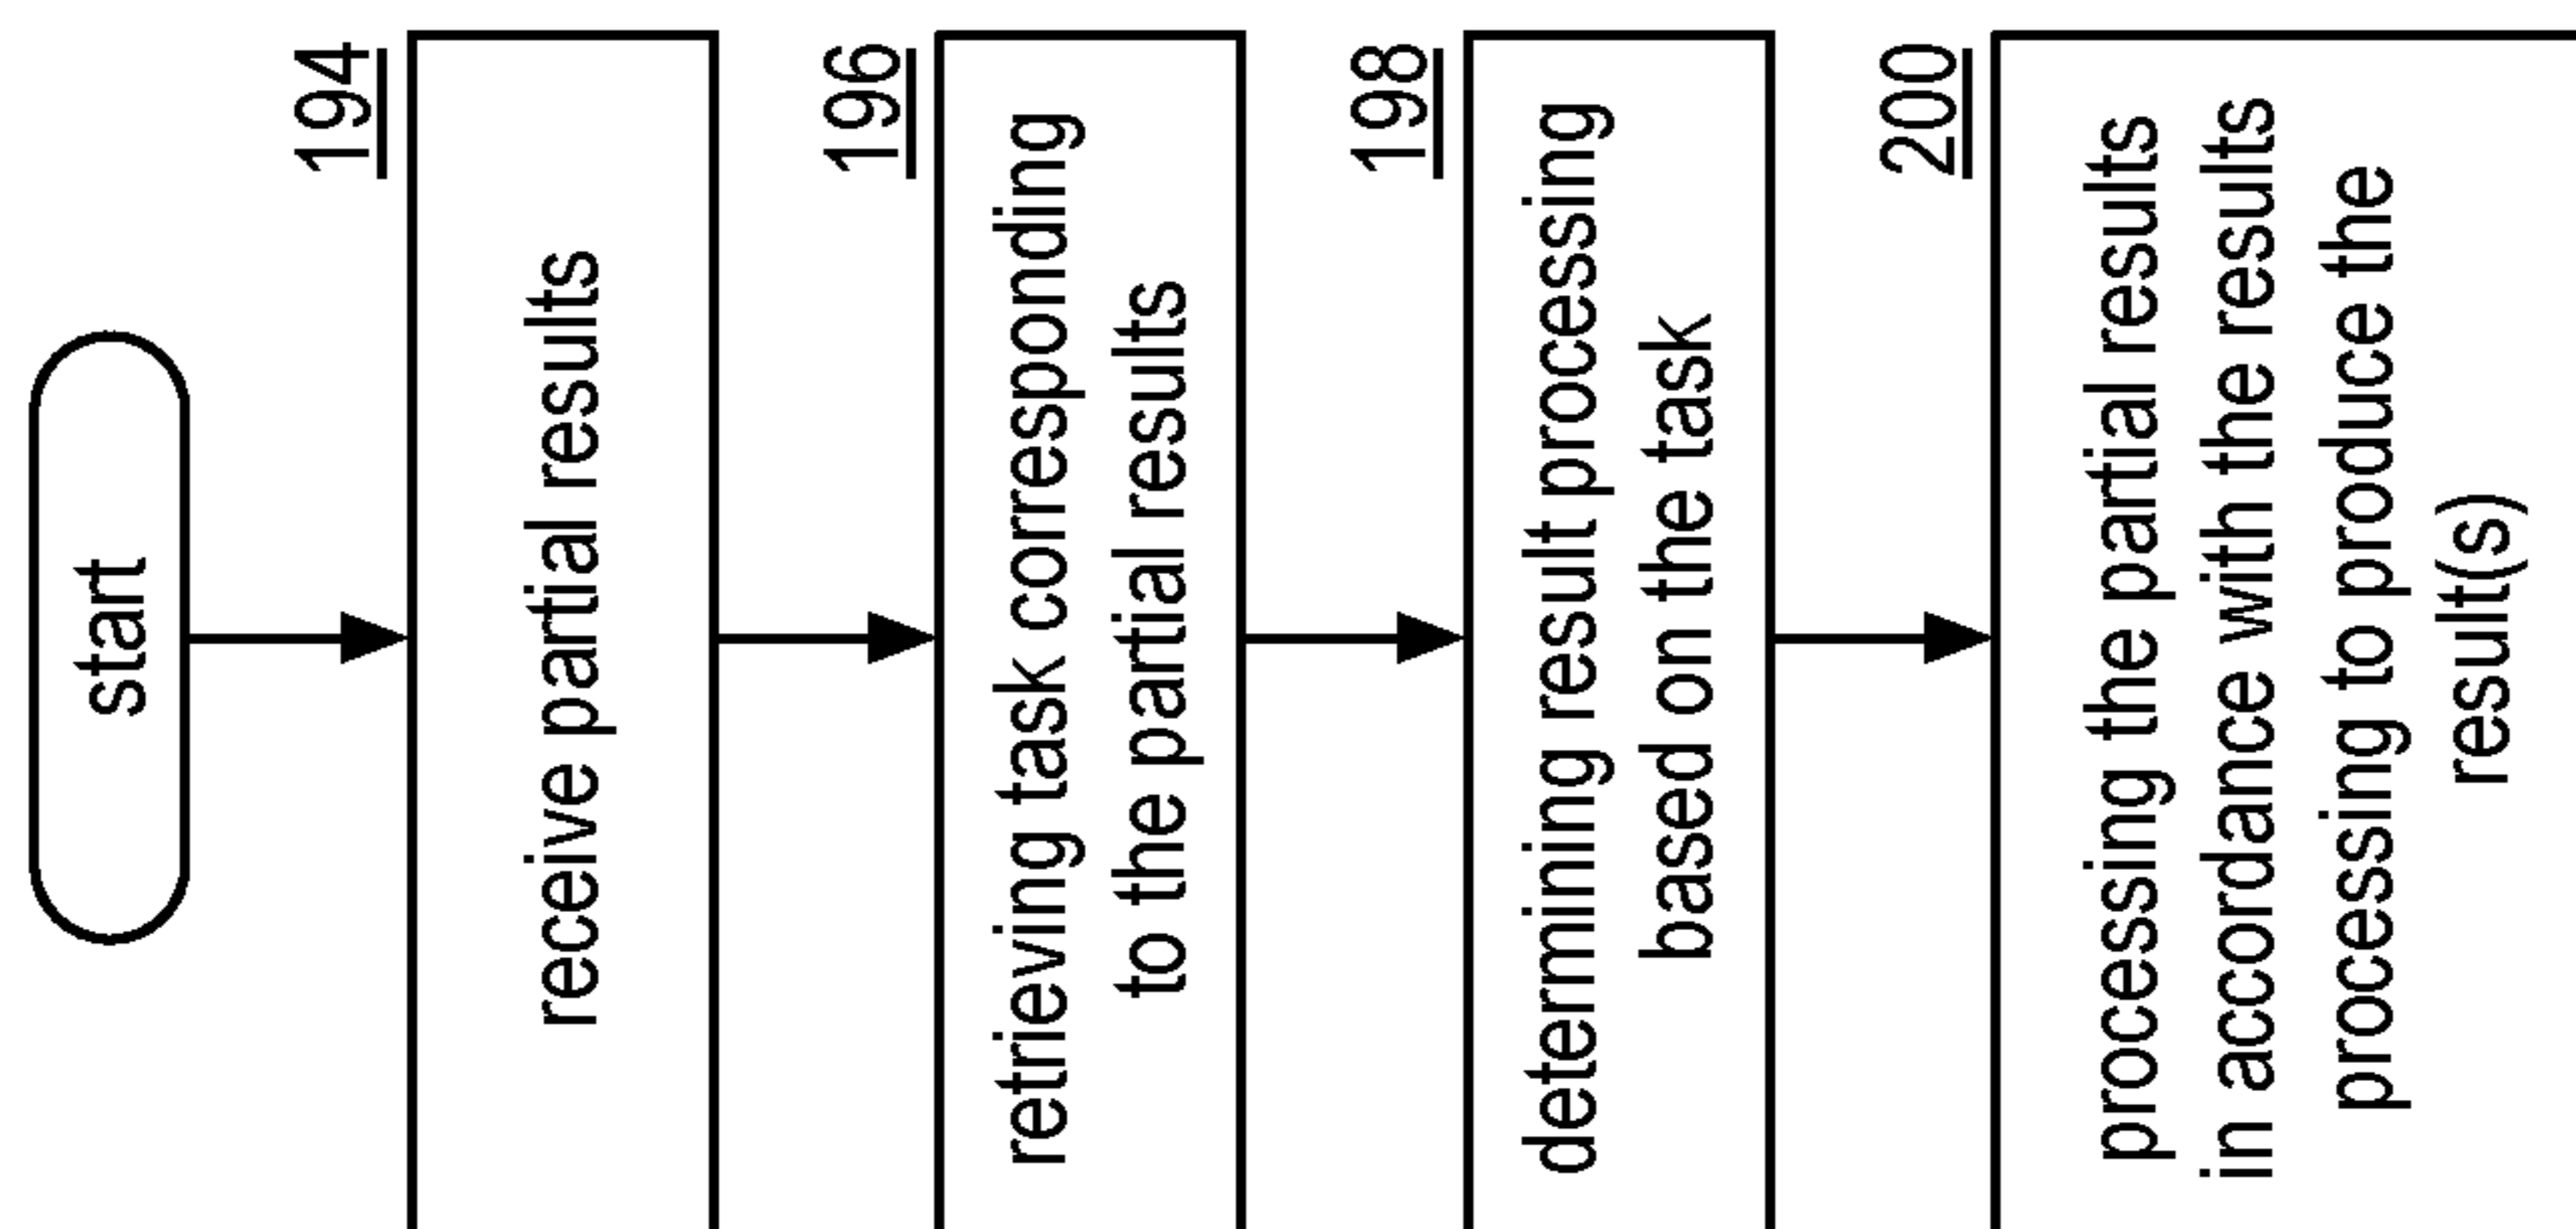 start
194
receive partial results
196
retrieving task corresponding
to the partial results
198
determining result processing
based on the task
200
processing the partial results
in accordance with the results
processing to produce the
result(s)